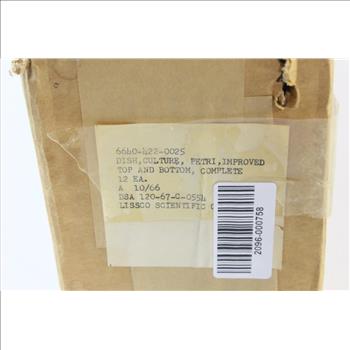 6640-422-0025
DISH,CULTURE, PETRI,IMPROVED
TOP AND BOTTOM, COMPLETE
12 EA.
A 10/66
DSA 120-67-C-055
LISSCO SCIENTIFIC
2096-000758